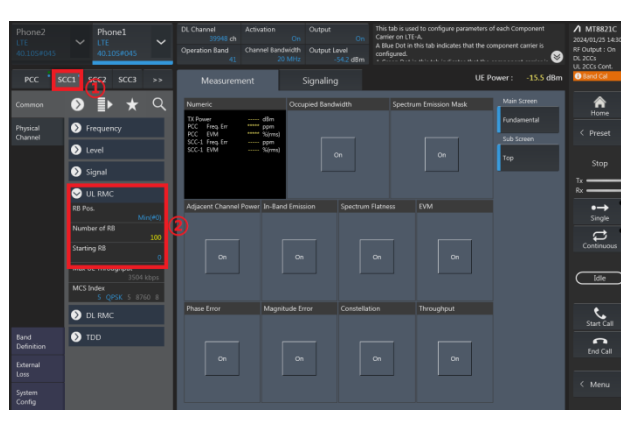 Phone2
LTE
40.105#045
Phone1
LTE
40.105#045
DL Channel
39948 ch
Activation
On
Output
On
Operation Band
41
Channel Bandwidth
20 MHz
Output Level
-54.2 dBm
This tab is used to configure parameters of each Component
Carrier on LTE-A.
A Blue Dot in this tab indicates that the component carrier is
configured.
MT8821C
2024/01/25 14:30
RF Output : On
DL 2CCs
UL 2CCs Cont.
Band Cal
PCC
SCC1
SCC2
SCC3
>>
①
Measurement
Signaling
UE Power :
-15.5 dBm
Common
Physical
Channel
Frequency
Level
Signal
UL RMC
RB Pos.
Min(#0)
Number of RB
100
Starting RB
0
②
3504 kbps
MCS Index
5 QPSK 5 8760 8
DL RMC
TDD
Band
Definition
External
Loss
System
Config
Numeric
TX Power ----- dBm
PCC Freq. Err ----- ppm
PCC EVM ----- %(rms)
SCC-1 Freq. Err ----- ppm
SCC-1 EVM ----- %(rms)
Occupied Bandwidth
On
Spectrum Emission Mask
On
Main Screen
Fundamental
Sub Screen
Top
Adjacent Channel Power
On
In-Band Emission
On
Spectrum Flatness
On
EVM
On
Phase Error
On
Magnitude Error
On
Constellation
On
Throughput
On
Home
< Preset
Stop
Tx
Rx
Single
Continuous
Idle
Start Call
End Call
< Menu